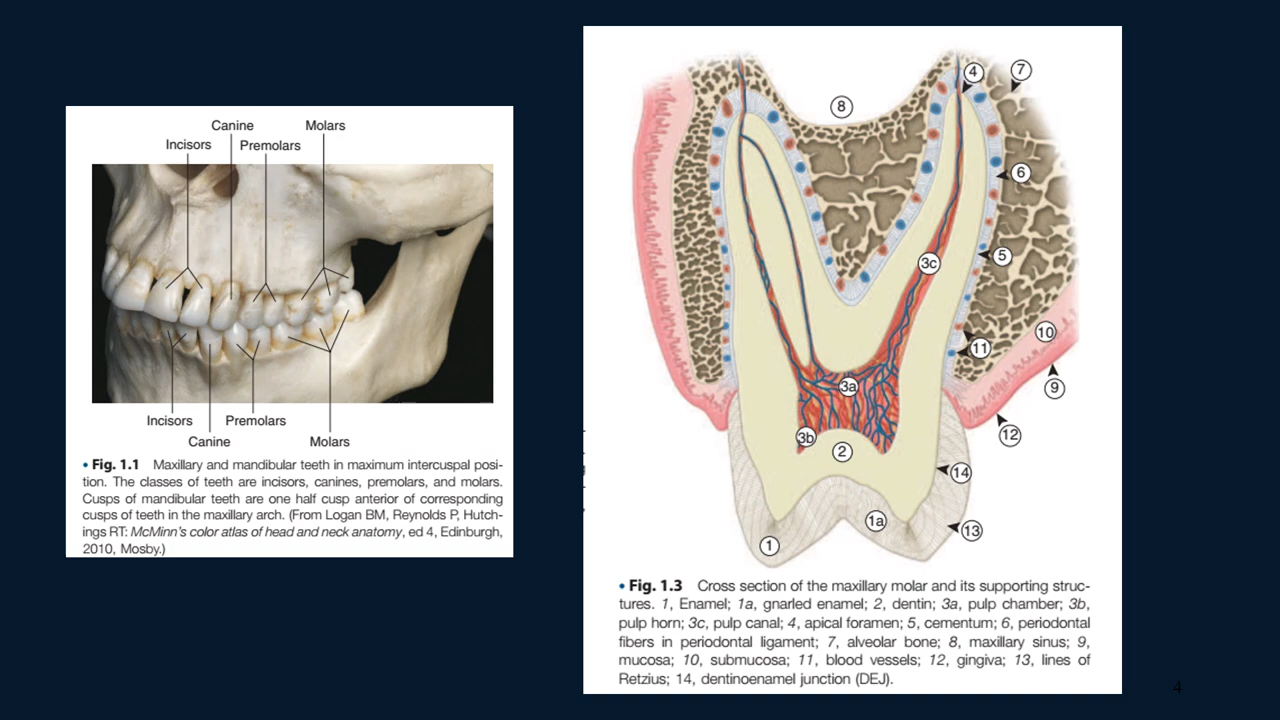 Canine
Molars
Incisors
Premolars
Incisors
Premolars
Canine
Molars
• Fig. 1.1 Maxillary and mandibular teeth in maximum intercuspal posi-
tion. The classes of teeth are incisors, canines, premolars, and molars.
Cusps of mandibular teeth are one half cusp anterior of corresponding
cusps of teeth in the maxillary arch. (From Logan BM, Reynolds P, Hutch-
ings RT: McMinn's color atlas of head and neck anatomy, ed 4, Edinburgh,
2010, Mosby.)
4
7
8
6
5
3c
10
11
3a
9
3b
12
2
14
1a
13
1
• Fig. 1.3 Cross section of the maxillary molar and its supporting struc-
tures. 1, Enamel; 1a, gnarled enamel; 2, dentin; 3a, pulp chamber; 3b,
pulp horn; 3c, pulp canal; 4, apical foramen; 5, cementum; 6, periodontal
fibers in periodontal ligament; 7, alveolar bone; 8, maxillary sinus; 9,
mucosa; 10, submucosa; 11, blood vessels; 12, gingiva; 13, lines of
Retzius; 14, dentinoenamel junction (DEJ).
4